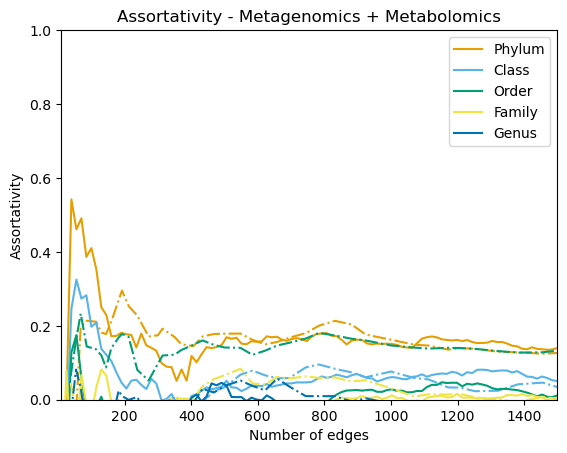 Assortativity - Metagenomics + Metabolomics
1.0
0.8
0.6
0.4
0.2
0.0
Assortativity
Phylum
Class
Order
Family
Genus
200 400 600 800 1000 1200 1400
Number of edges